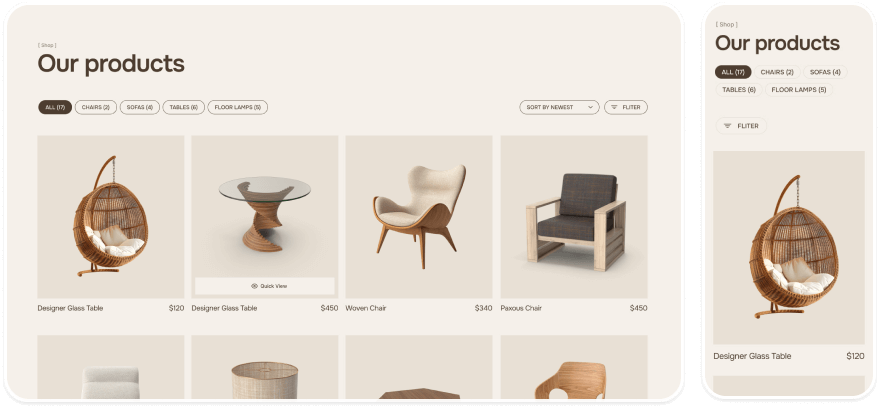 [ Shop ]
Our products
ALL (17) CHAIRS (2) SOFAS (4) TABLES (6) FLOOR LAMPS (5) SORT BY NEWEST FLITER
Quick View
Designer Glass Table $120 Designer Glass Table $450 Woven Chair $340 Paxous Chair $450
[ Shop ]
Our products
ALL (17) CHAIRS (2) SOFAS (4)
TABLES (6) FLOOR LAMPS (5)
FLITER
Designer Glass Table $120